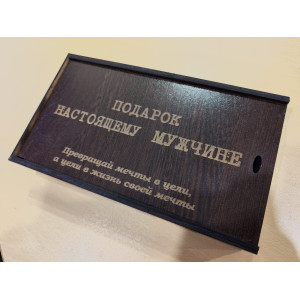 ПОДАРОК
НАСТОЯЩЕМУ МУЖЧИНЕ
Превращай мечты в цели,
а цели в жизнь своей мечты